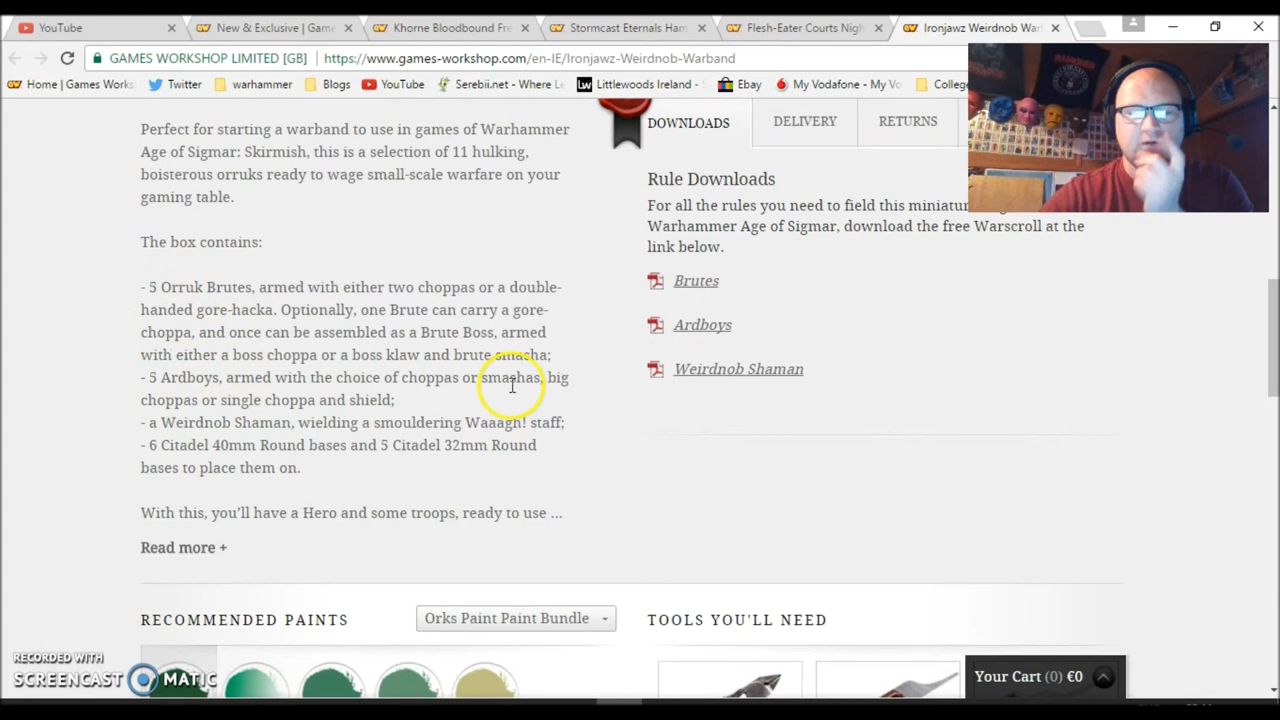 YouTube
New & Exclusive | Game
Khorne Bloodbound Fre
Stormcast Eternals Ham
Flesh-Eater Courts Nigh
Ironjawz Weirdnob War
GAMES WORKSHOP LIMITED [GB]
https://www.games-workshop.com/en-IE/Ironjawz-Weirdnob-Warband
Home | Games Works
Twitter
warhammer
Blogs
YouTube
Serebii.net - Where Le
Littlewoods Ireland -
Ebay
My Vodafone - My Vo
College
Perfect for starting a warband to use in games of Warhammer
Age of Sigmar: Skirmish, this is a selection of 11 hulking,
boisterous orruks ready to wage small-scale warfare on your
gaming table.
The box contains:
- 5 Orruk Brutes, armed with either two choppas or a double-
handed gore-hacka. Optionally, one Brute can carry a gore-
choppa, and once can be assembled as a Brute Boss, armed
with either a boss choppa or a boss klaw and brute smasha;
- 5 Ardboys, armed with the choice of choppas or smashas, big
choppas or single choppa and shield;
- a Weirdnob Shaman, wielding a smouldering Waaagh! staff;
- 6 Citadel 40mm Round bases and 5 Citadel 32mm Round
bases to place them on.
With this, you'll have a Hero and some troops, ready to use ...
Read more +
DOWNLOADS
DELIVERY
RETURNS
Rule Downloads
For all the rules you need to field this miniatur
Warhammer Age of Sigmar, download the free Warscroll at the
link below.
Brutes
Ardboys
Weirdnob Shaman
RECOMMENDED PAINTS
Orks Paint Paint Bundle
TOOLS YOU'LL NEED
Your Cart (0) €0
RECORDED WITH
SCREENCAST MATIC